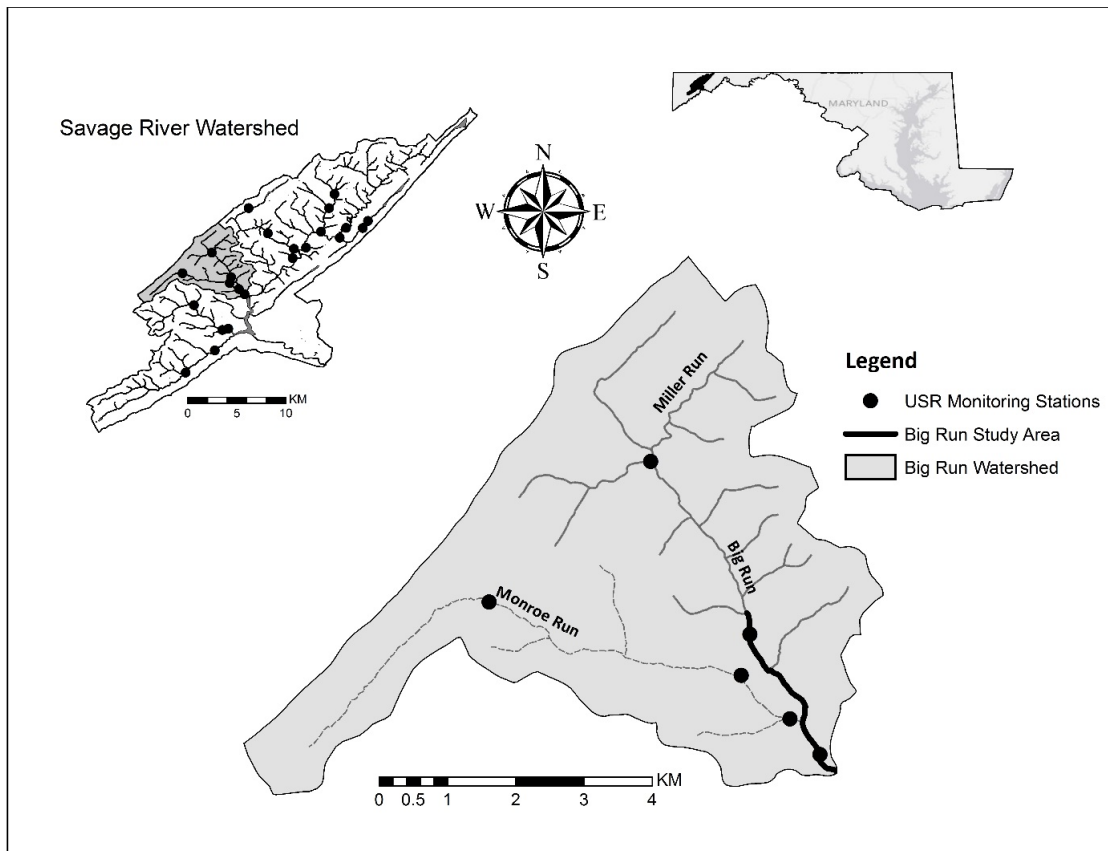 Savage River Watershed
MARYLAND
N
W
E
S
KM
0
5
10
Miller Run
Big Run
Monroe Run
Legend
USR Monitoring Stations
Big Run Study Area
Big Run Watershed
KM
0
0.5
1
2
3
4